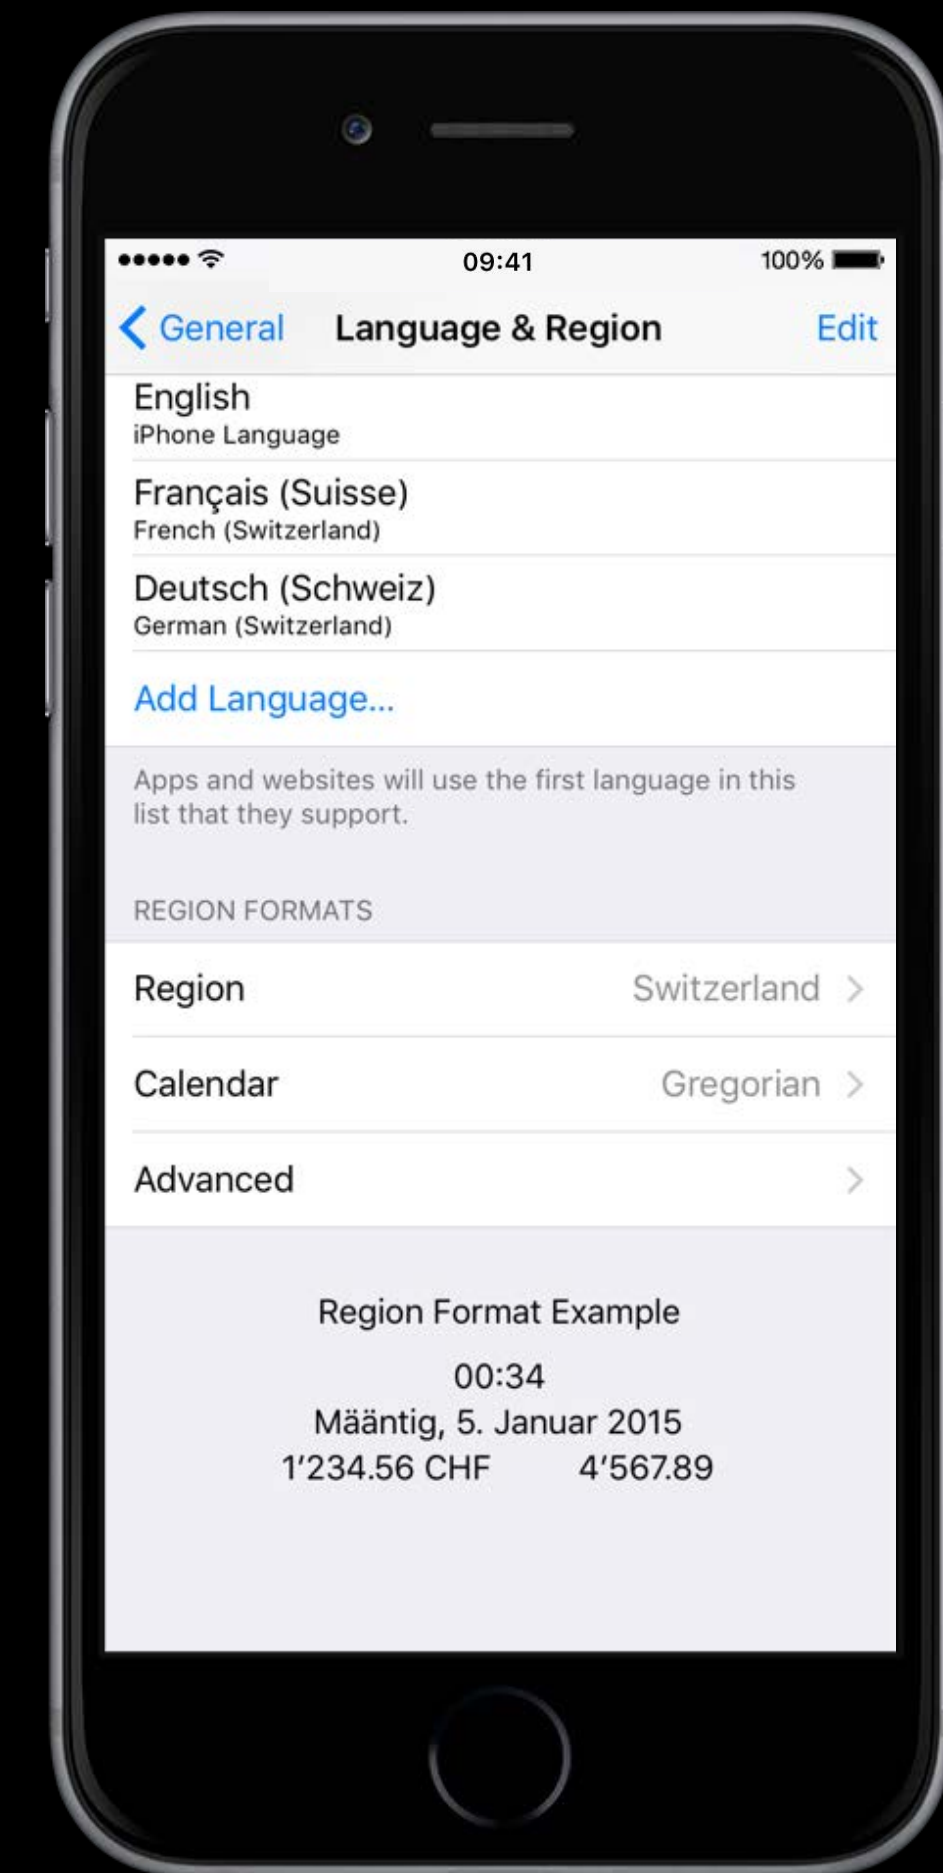 09:41
100%
General
Language & Region
Edit
English
iPhone Language
Français (Suisse)
French (Switzerland)
Deutsch (Schweiz)
German (Switzerland)
Add Language...
Apps and websites will use the first language in this
list that they support.
REGION FORMATS
Region Switzerland
Calendar Gregorian
Advanced
Region Format Example
00:34
Määntig, 5. Januar 2015
1’234.56 CHF 4’567.89